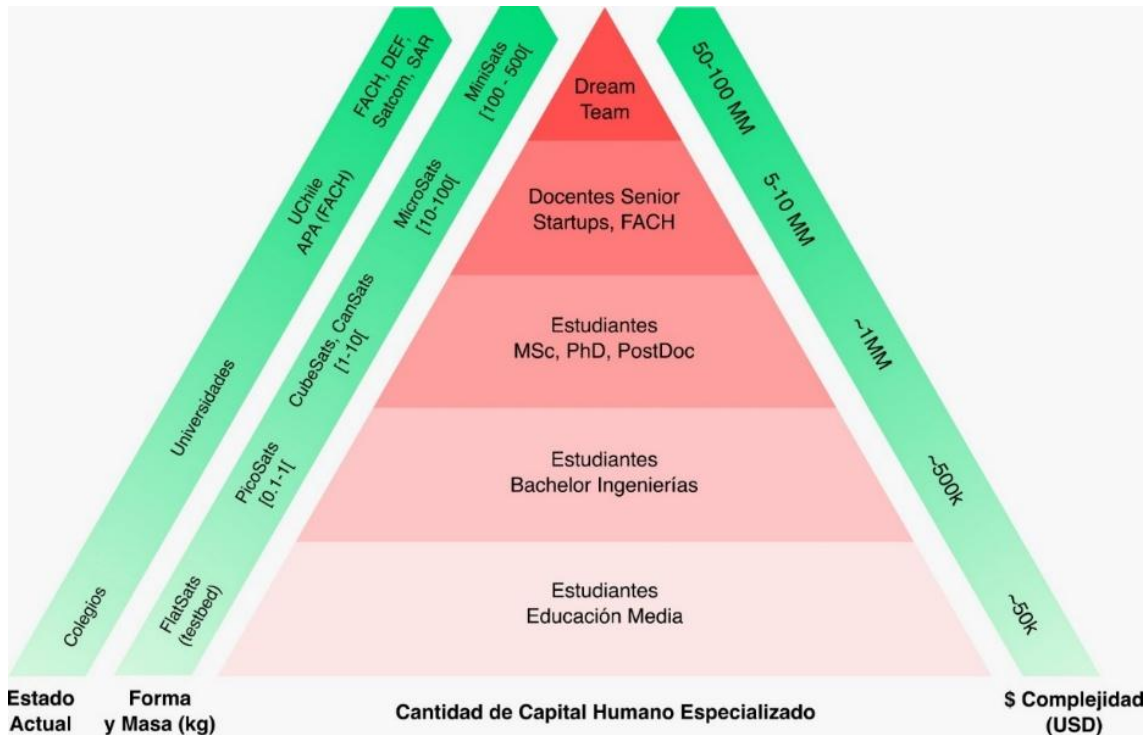 FACH, DEF,
Satcom, SAR
UChile
APA (FACH)
Universidades
Colegios
MiniSats
[100 - 500[
MicroSats
[10-100[
CubeSats, CanSats
[1-10[
PicoSats
[0.1-1[
FlatSats
(testbed)
Dream
Team
Docentes Senior
Startups, FACH
Estudiantes
MSc, PhD, PostDoc
Estudiantes
Bachelor Ingenierías
Estudiantes
Educación Media
50-100 MM
5-10 MM
~1MM
~500k
~50k
Estado
Actual
Forma
y Masa (kg)
Cantidad de Capital Humano Especializado
$ Complejidad
(USD)